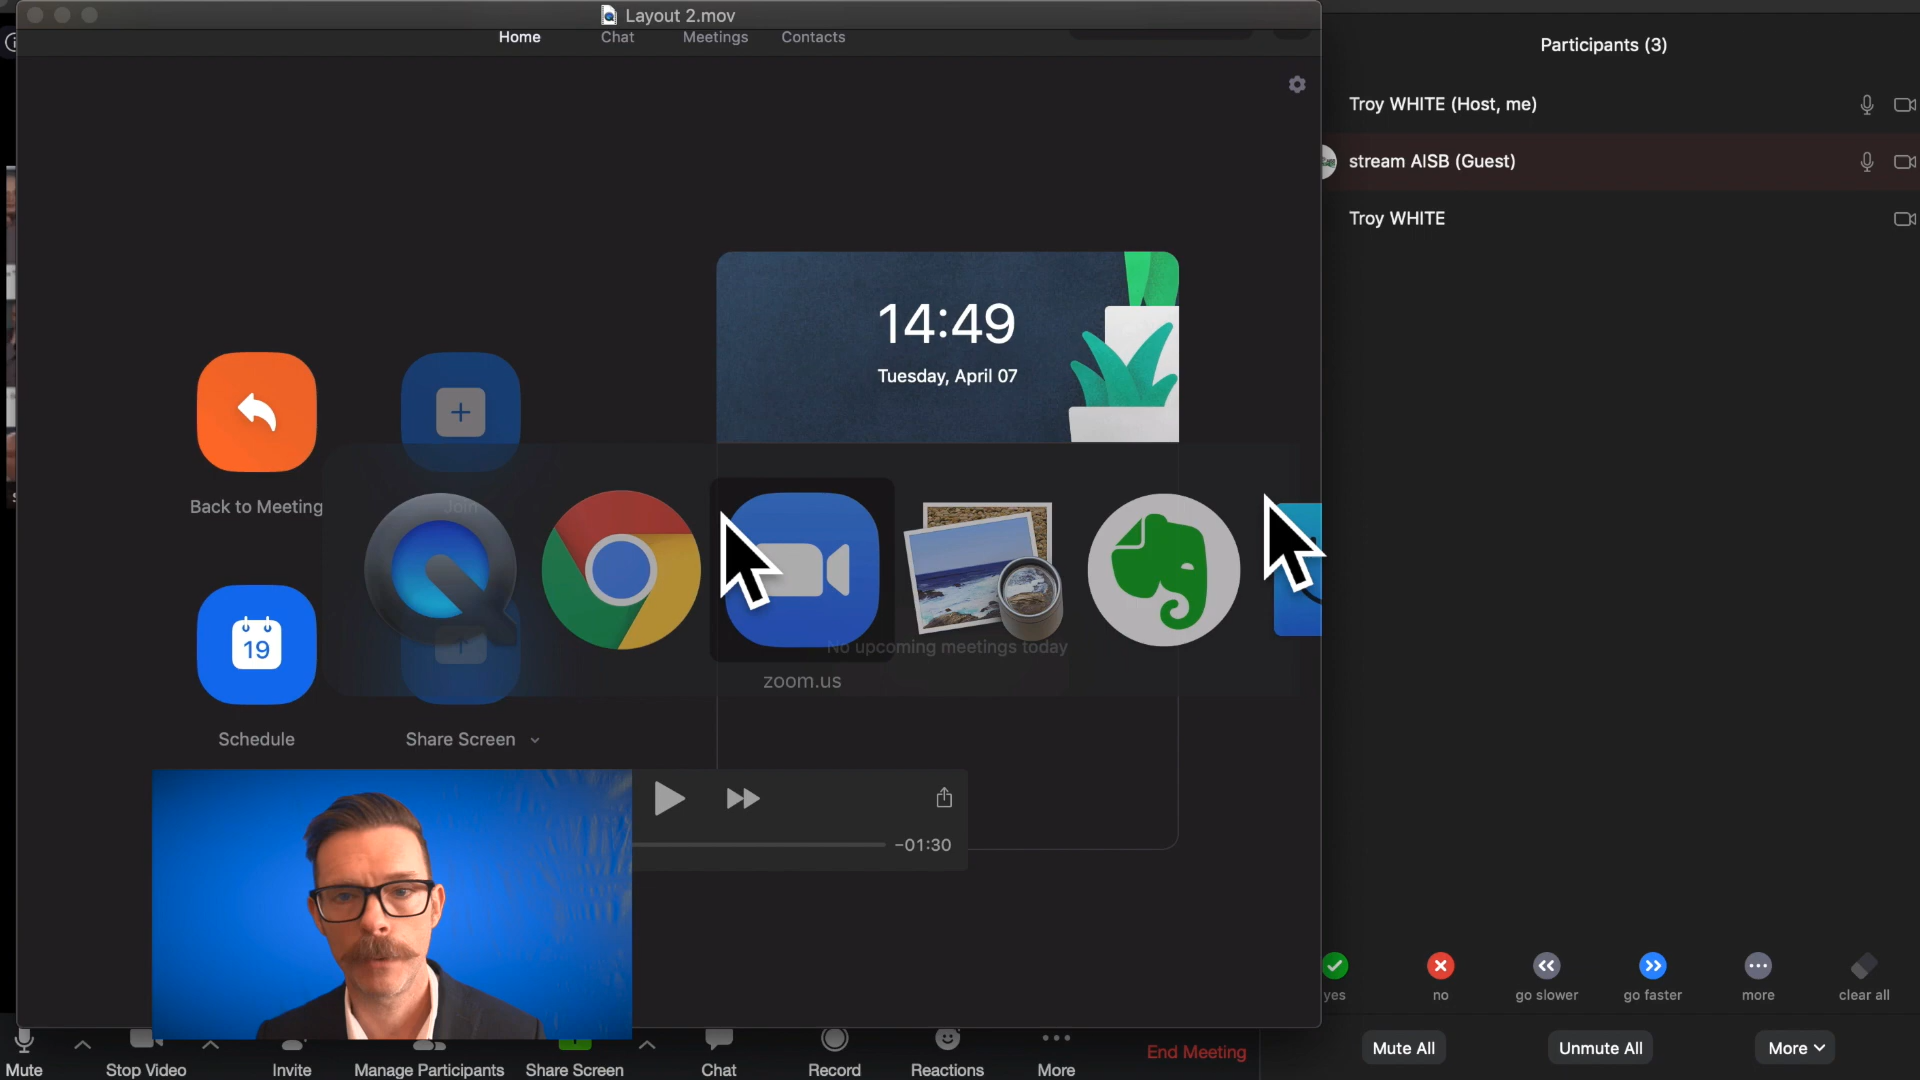 Layout 2.mov
Home
Chat
Meetings
Contacts
Participants (3)
Troy WHITE (Host, me)
stream AISB (Guest)
Troy WHITE
14:49
Tuesday, April 07
Back to Meeting
Join
19
No upcoming meetings today
zoom.us
Schedule
Share Screen
-01:30
yes
no
go slower
go faster
more
clear all
Mute
Stop Video
Invite
Manage Participants
Share Screen
Chat
Record
Reactions
More
End Meeting
Mute All
Unmute All
More